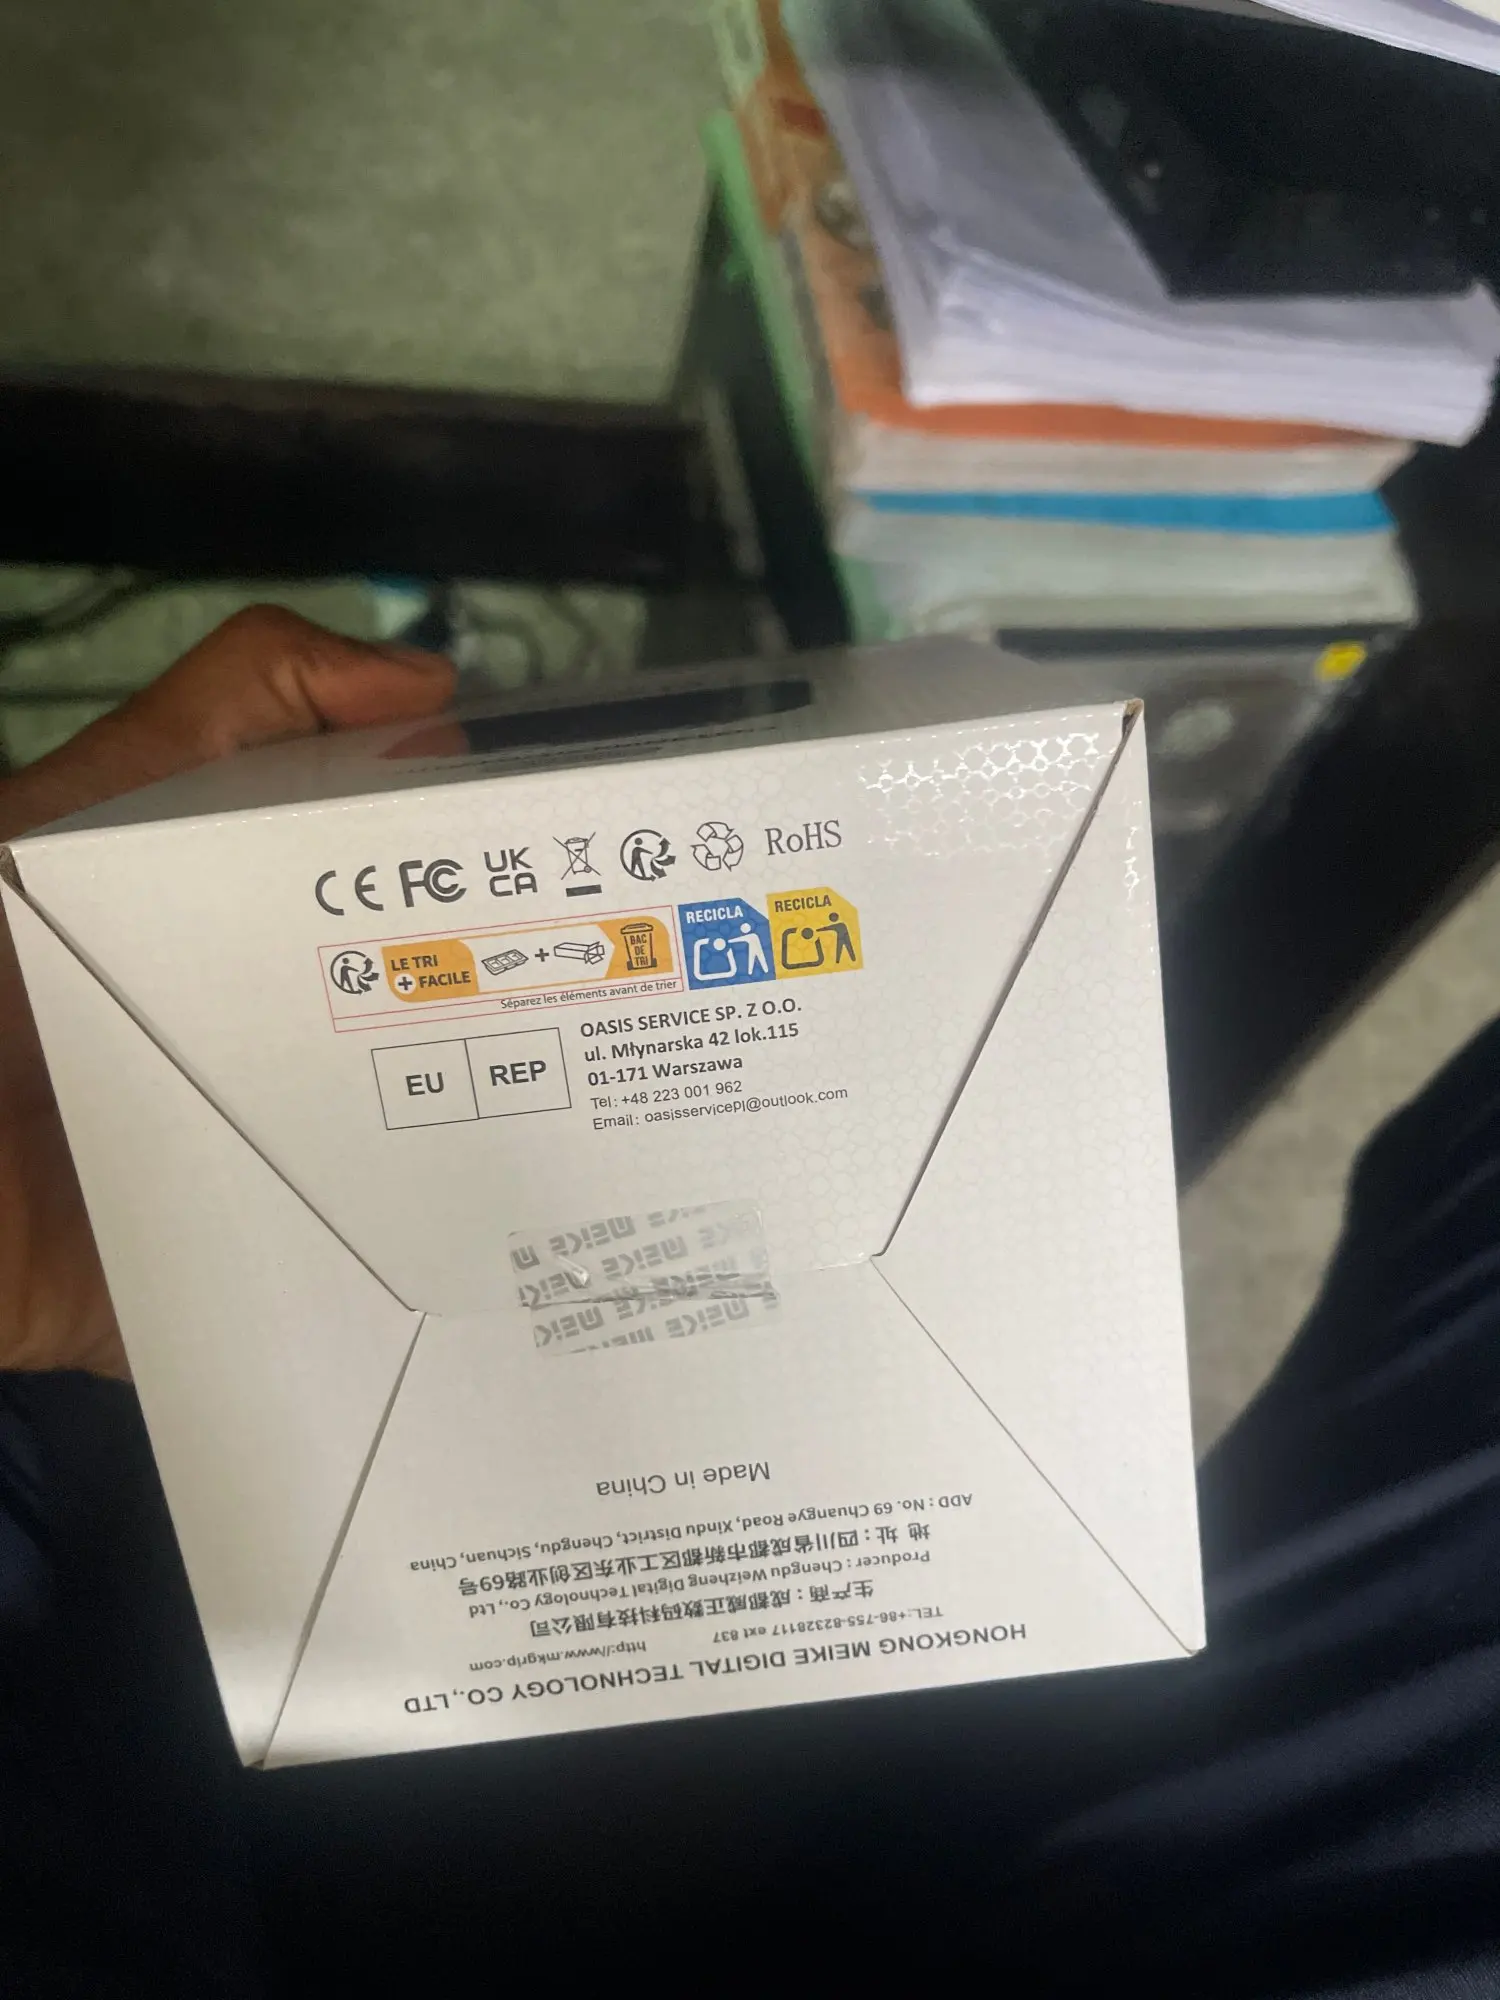 CE FC UK CA RoHS
LE TRI + FACILE + BAC DE TRI
Séparez les éléments avant de trier
RECICLA RECICLA
EU REP
OASIS SERVICE SP. Z O.O.
ul. Młynarska 42 lok.115
01-171 Warszawa
Tel: +48 223 001 962
Email: oasisservicepl@outlook.com
MEIKE MEIKE MEIKE
HONGKONG MEIKE DIGITAL TECHNOLOGY CO.,LTD
TEL.:+86-755-82328117 ext 837 http://www.mkgrip.com
生产商：成都威正数码科技有限公司
Producer: Chengdu Weizheng Digital Technology Co., Ltd
地 址：四川省成都市新都区工业东区创业路69号
ADD: No. 69 Chuangye Road, Xindu District, Chengdu, Sichuan, China
Made in China